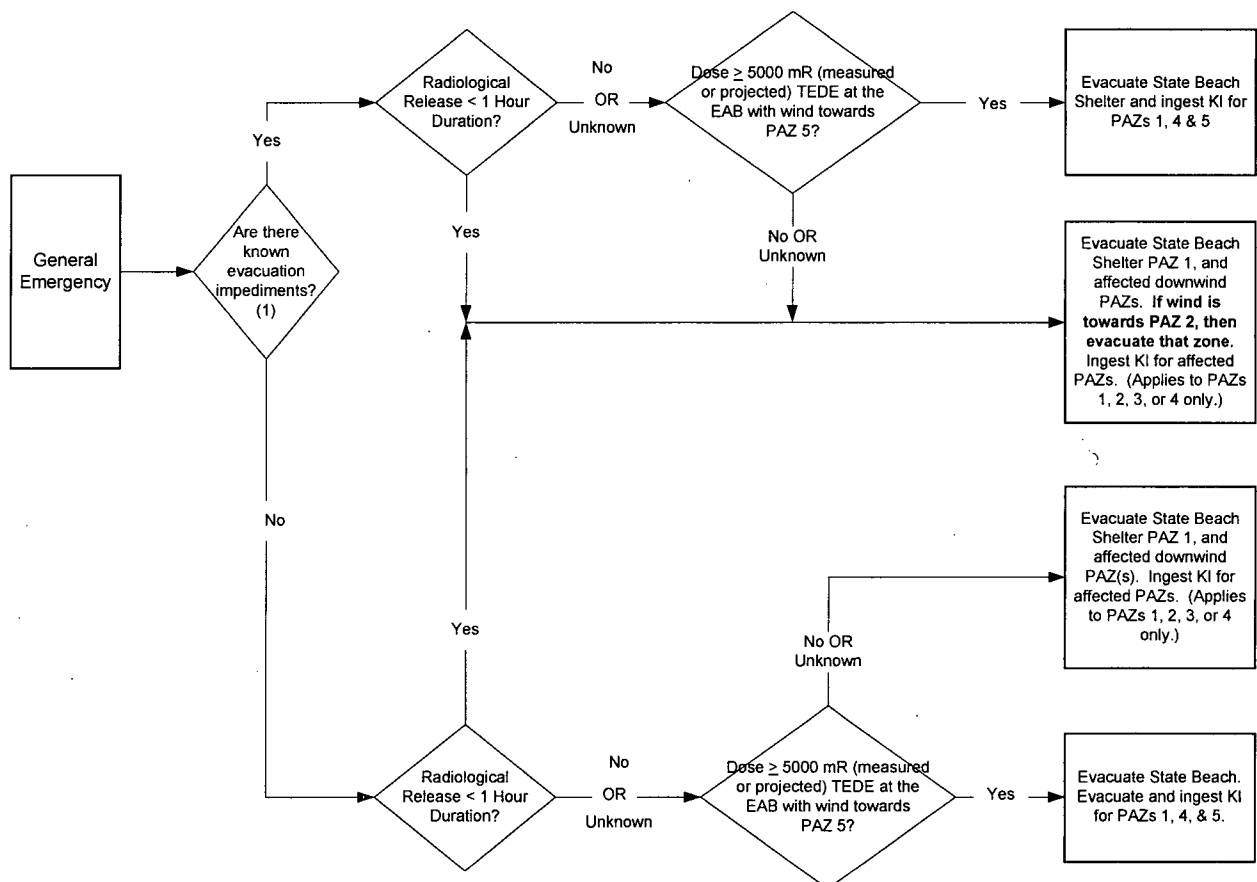 General
Emergency
Are there
known
evacuation
impediments?
(1)
Yes
No
Radiological
Release < 1 Hour
Duration?
No
OR
Unknown
Yes
Dose ≥ 5000 mR (measured
or projected) TEDE at the
EAB with wind towards
PAZ 5?
Yes
No OR
Unknown
Evacuate State Beach
Shelter and ingest KI for
PAZs 1, 4 & 5
Evacuate State Beach
Shelter PAZ 1, and
affected downwind
PAZs. If wind is
towards PAZ 2, then
evacuate that zone.
Ingest KI for affected
PAZs. (Applies to PAZs
1, 2, 3, or 4 only.)
Evacuate State Beach
Shelter PAZ 1, and
affected downwind
PAZ(s). Ingest KI for
affected PAZs. (Applies
to PAZs 1, 2, 3, or 4
only.)
Yes
No OR
Unknown
Radiological
Release < 1 Hour
Duration?
No
OR
Unknown
Dose ≥ 5000 mR (measured
or projected) TEDE at the
EAB with wind towards
PAZ 5?
Yes
Evacuate State Beach.
Evacuate and ingest KI
for PAZs 1, 4, & 5.